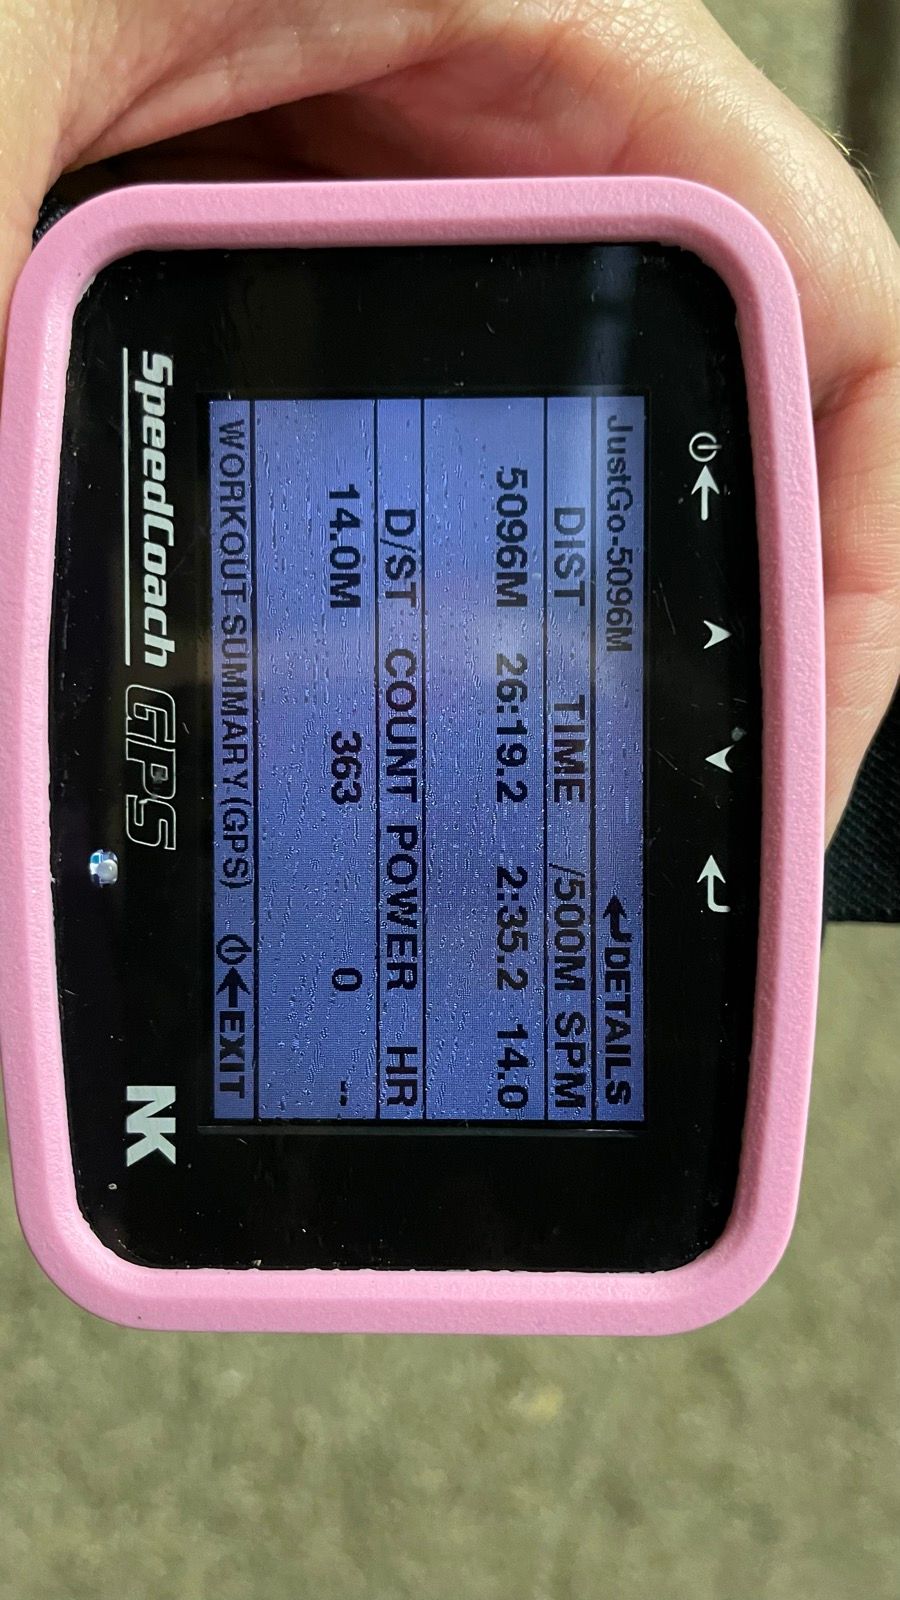 JustGo-5096M ↵DETAILS
DIST TIME /500M SPM
5096M 26:19.2 2:35.2 14.0
D/ST COUNT POWER HR
14.0M 363 0 --
WORKOUT SUMMARY(GPS) ←EXIT
SpeedCoach GPS NK